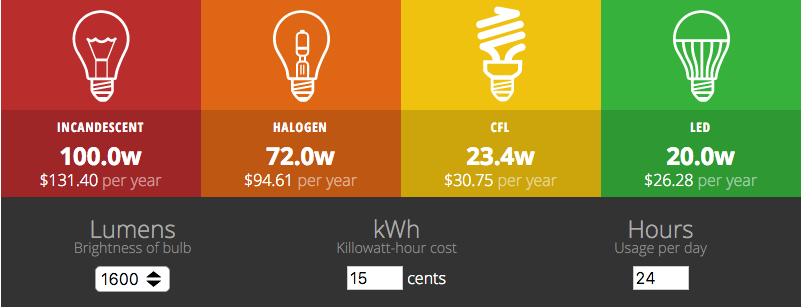 INCANDESCENT
100.0w
$131.40 per year
HALOGEN
72.0w
$94.61 per year
CFL
23.4w
$30.75 per year
LED
20.0w
$26.28 per year
Lumens
Brightness of bulb
1600
kWh
Killowatt-hour cost
15 cents
Hours
Usage per day
24